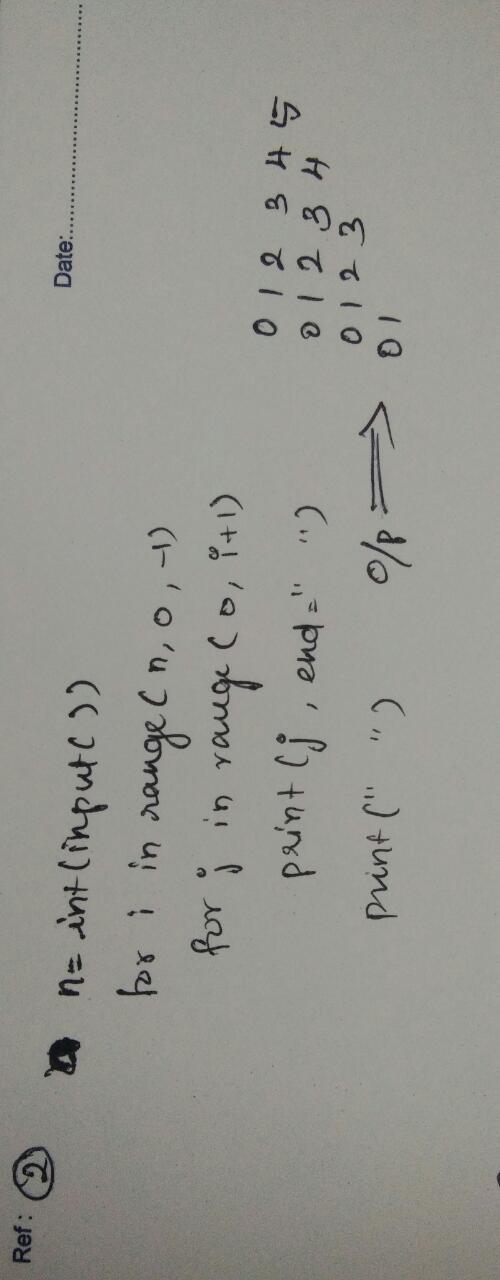 Ref: 2
Date:
n= int(input())
for i in range(n, 0, -1)
for j in range(0, i+1)
print(j, end=" ")
print(" ")
O/p ⟹
0 1 2 3 4 5
0 1 2 3 4
0 1 2 3
0 1